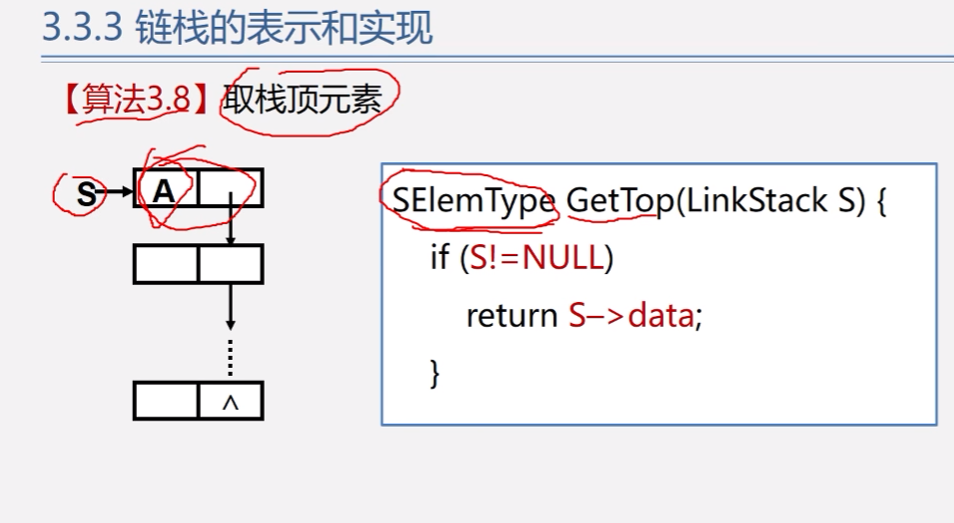 3.3.3 链栈的表示和实现
【算法3.8】取栈顶元素
S
A
∧
SElemType GetTop(LinkStack S) {
if (S!=NULL)
return S–>data;
}